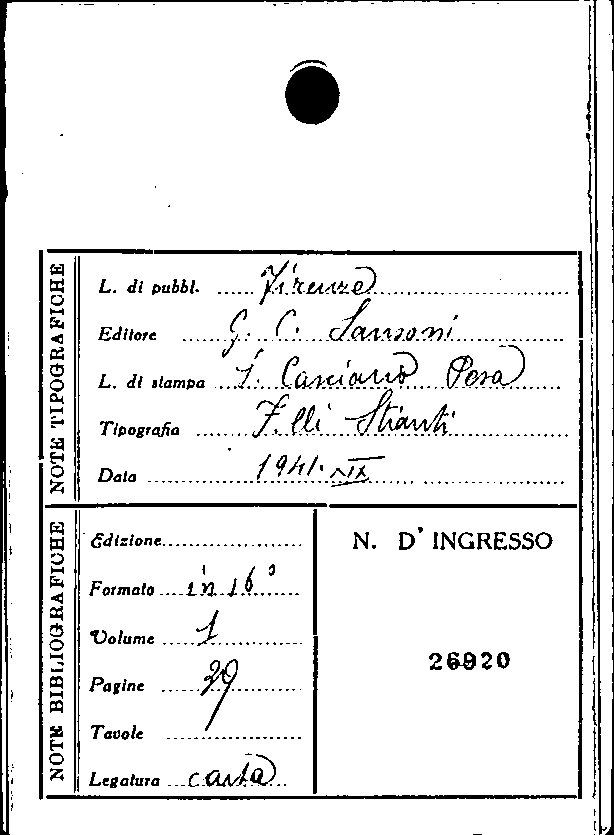 NOTE TIPOGRAFICHE
L. di pubbl. Firenze
Editore G. C. Sansoni
L. di stampa S. Casciano Pesa
Tipografia F.lli Stianti
Data 1941. XIX
NOTE BIBLIOGRAFICHE
Edizione
Formato in 16°
Volume 1
Pagine 29
Tavole
Legatura carta
N. D' INGRESSO
26920